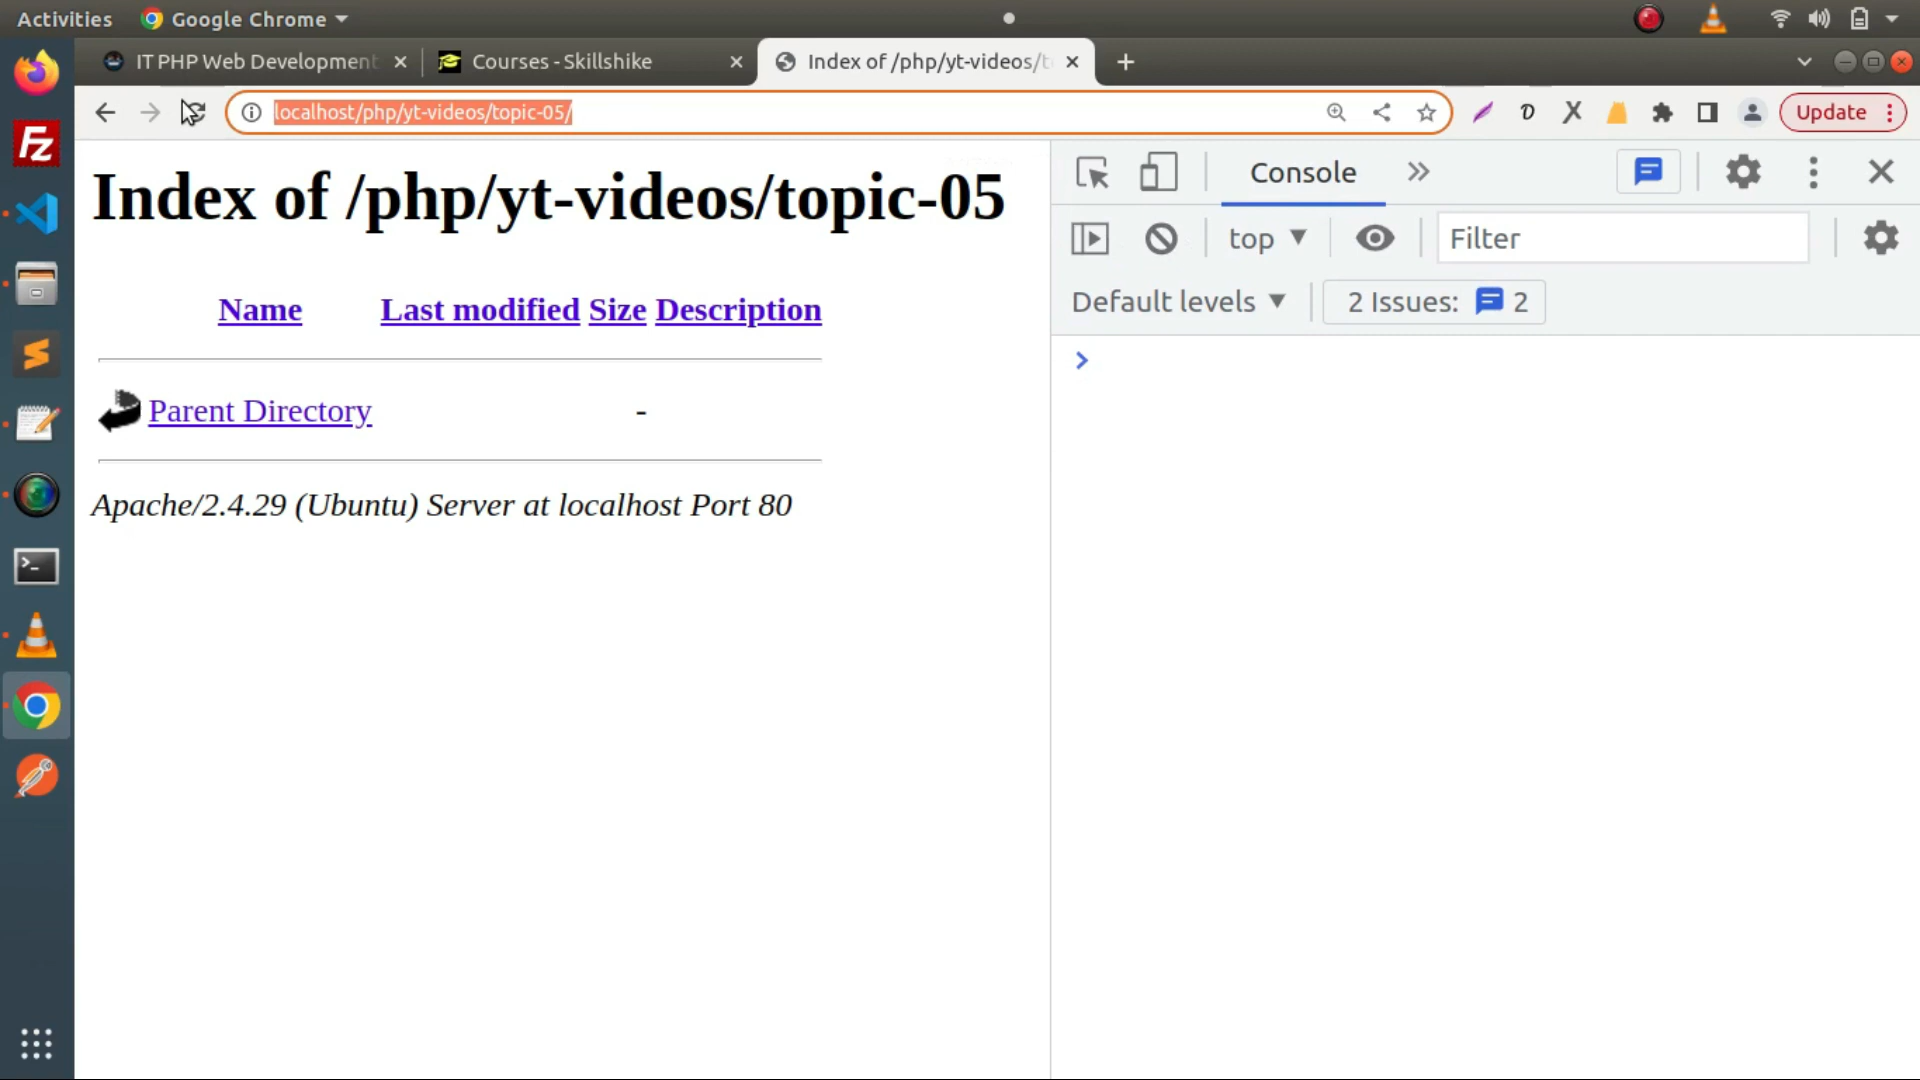 Activities
Google Chrome
IT PHP Web Development
Courses - Skillshike
Index of /php/yt-videos/t
localhost/php/yt-videos/topic-05/
Update
Index of /php/yt-videos/topic-05
Name Last modified Size Description
Parent Directory -
Apache/2.4.29 (Ubuntu) Server at localhost Port 80
Console
top
Filter
Default levels
2 Issues: 2